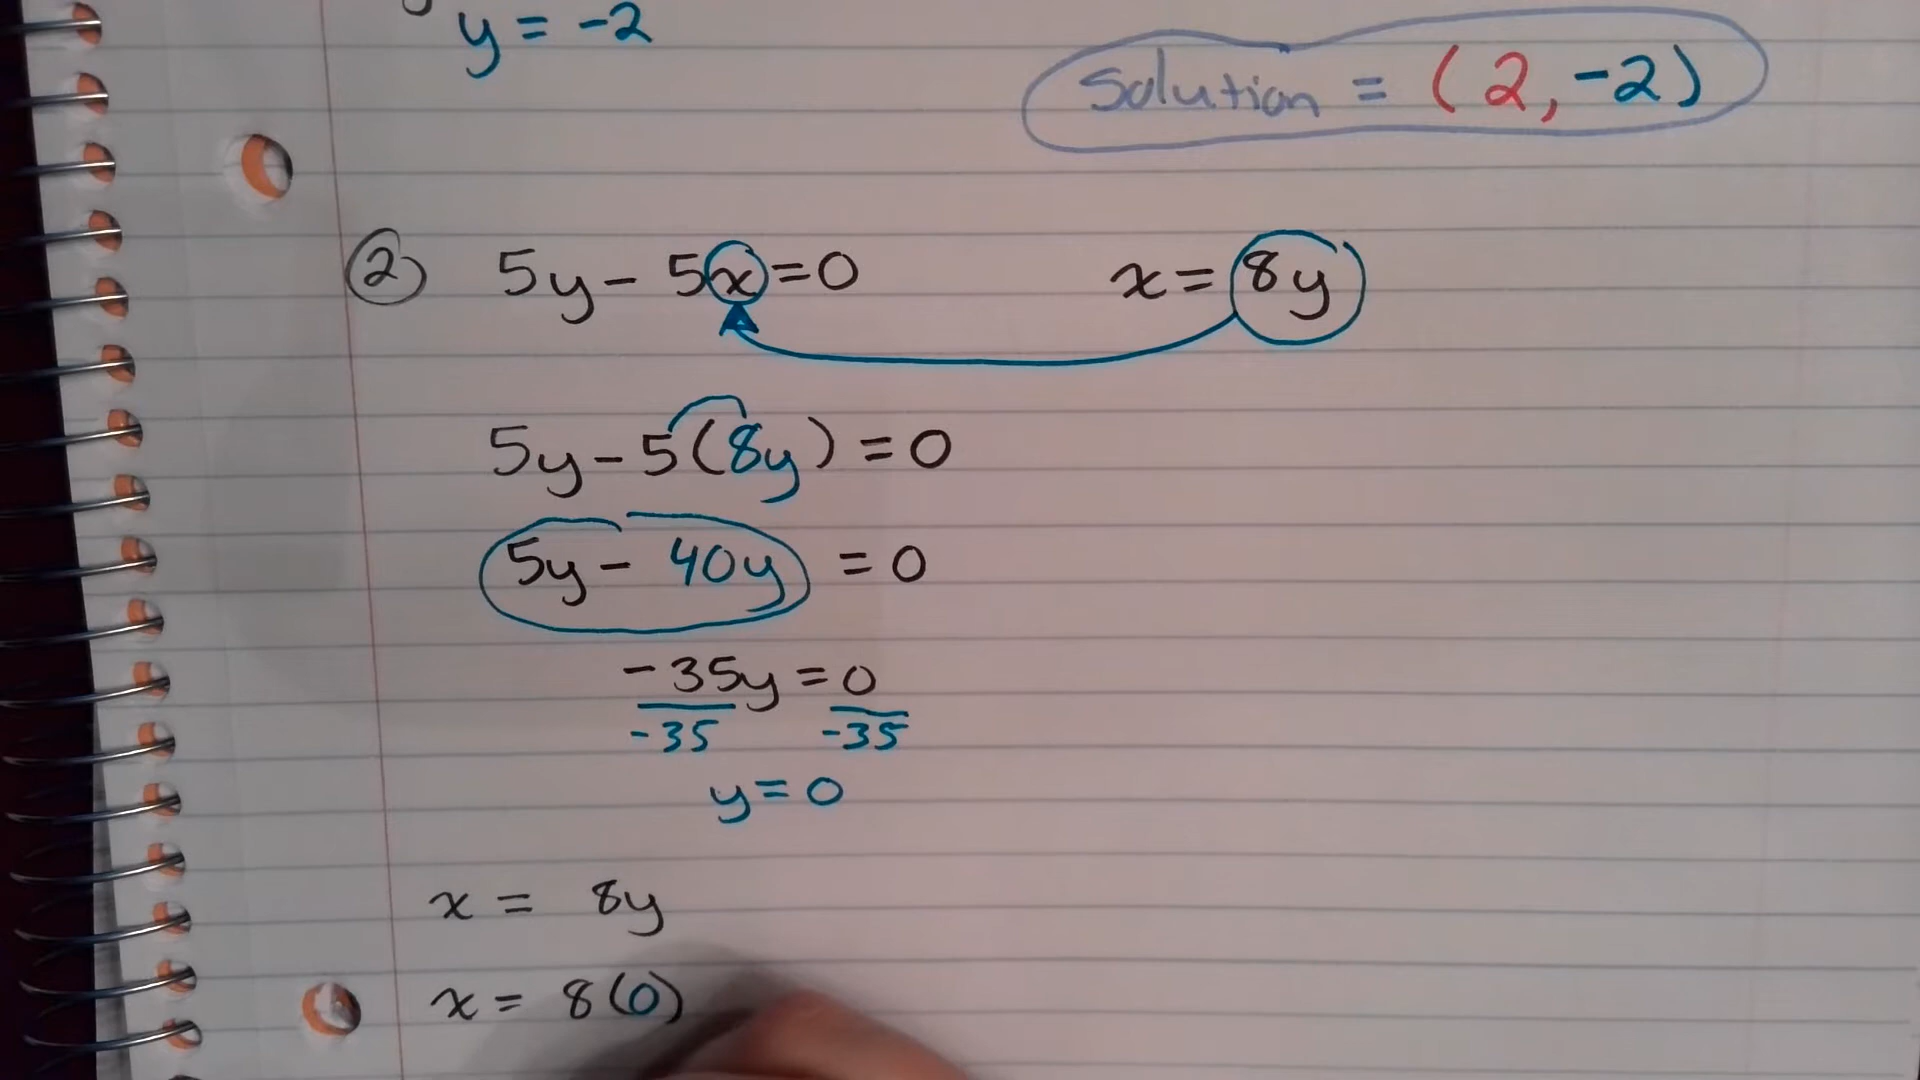 y = -2
Solution = (2, -2)
② 5y - 5x = 0 x = 8y
5y - 5(8y) = 0
5y - 40y = 0
-35y = 0
-35 -35
y = 0
x = 8y
x = 8(0)